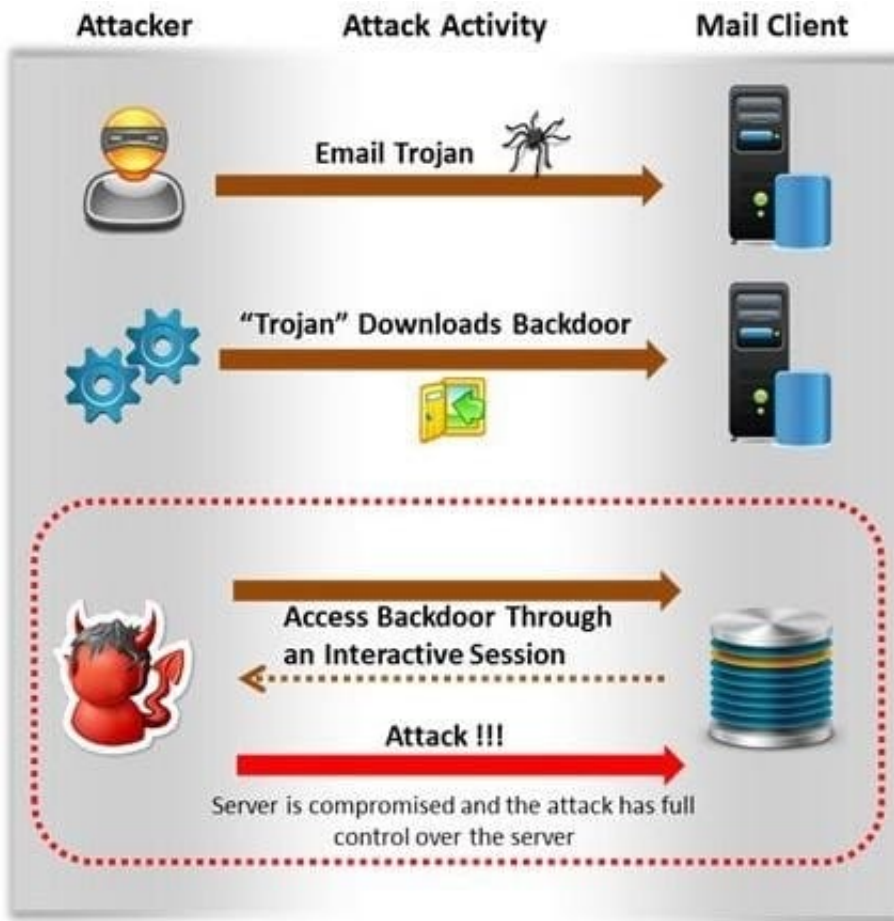 Attacker Attack Activity Mail Client
Email Trojan
“Trojan” Downloads Backdoor
Access Backdoor Through
an Interactive Session
Attack !!!
Server is compromised and the attack has full
control over the server